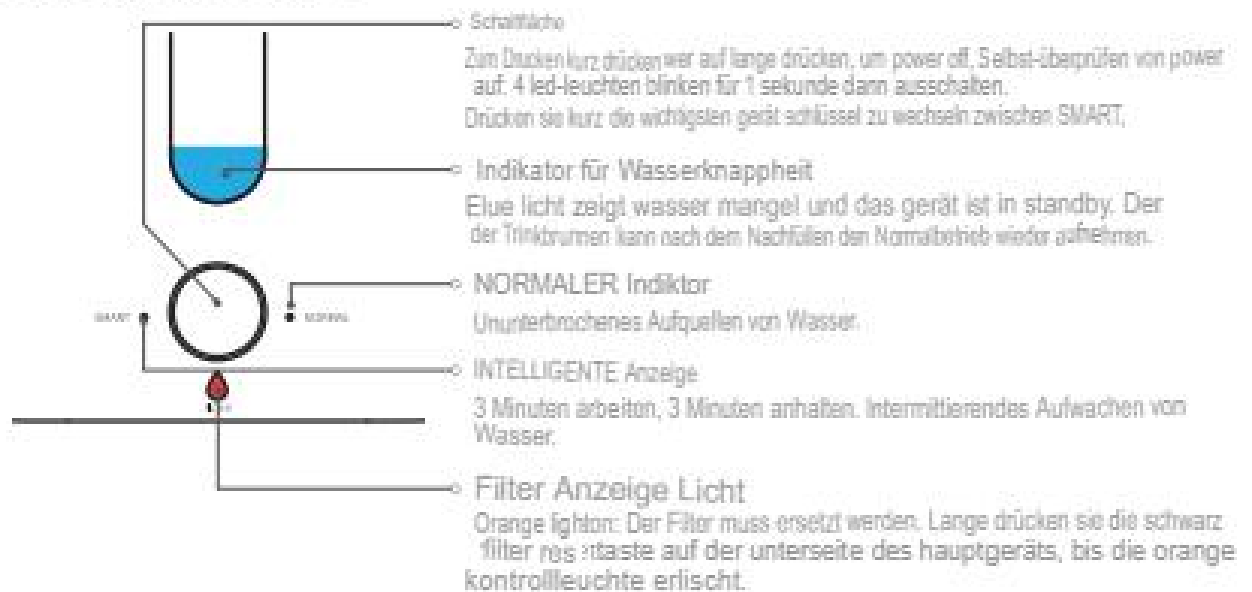 Schaltfläche
Zum Drucken kurz drücken wer auf lange drücken, um power off, Selbst-überprüfen von power
auf: 4 led-leuchten blinken für 1 sekunde dann ausschalten.
Drücken sie kurz die wichtigsten gerät schlüssel zu wechseln zwischen SMART,
Indikator für Wasserknappheit
Elue licht zeigt wasser mangel und das gerät ist in standby. Der
der Trinkbrunnen kann nach dem Nachfüllen den Normalbetrieb wieder aufnehmen.
NORMALER Indiktor
SMART NORMAL
Ununterbrochenes Aufquellen von Wasser.
INTELLIGENTE Anzeige
3 Minuten arbeiten, 3 Minuten anhalten. Intermittierendes Aufwachen von
Wasser.
Filter Anzeige Licht
Orange lighton: Der Filter muss ersetzt werden. Lange drücken sie die schwarz
filter auf der unterseite des hauptgeräts, bis die orange
kontrollleuchte erlischt.